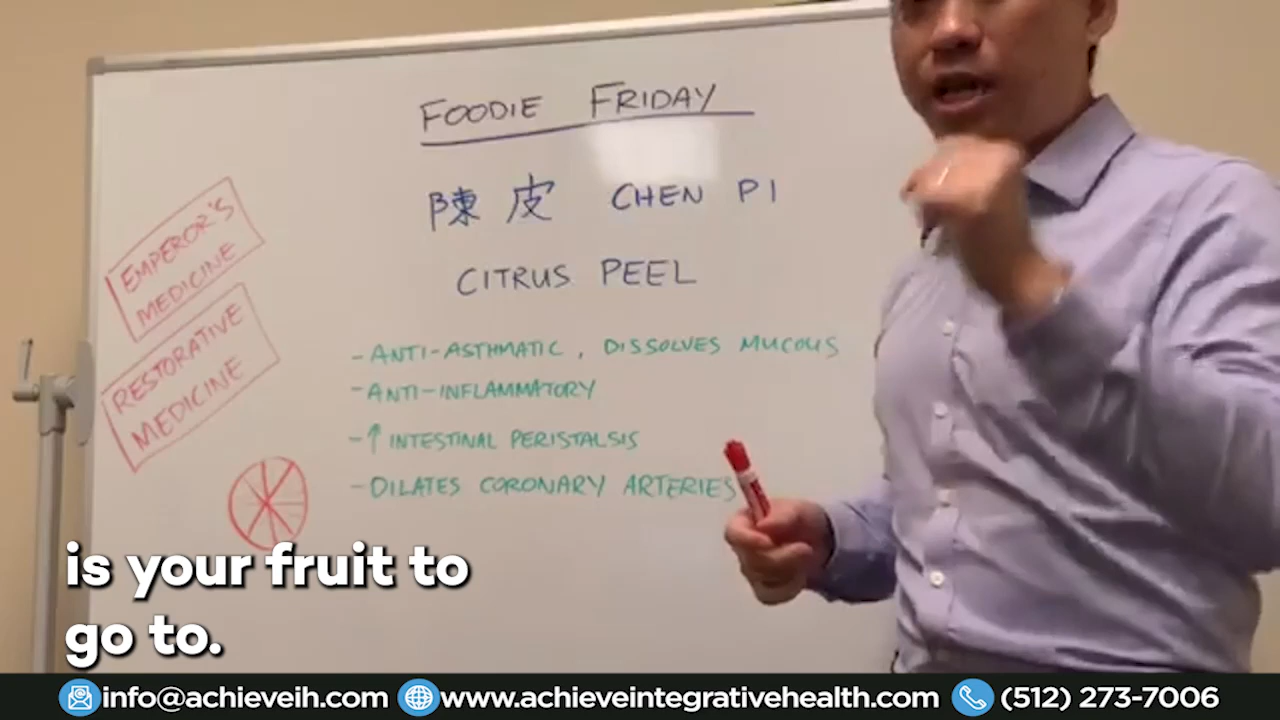 FOODIE FRIDAY
陳皮 CHEN PI
CITRUS PEEL
EMPEROR'S
MEDICINE
RESTORATIVE
MEDICINE
- ANTI-ASTHMATIC, DISSOLVES MUCOUS
- ANTI-INFLAMMATORY
- ↑ INTESTINAL PERISTALSIS
- DILATES CORONARY ARTERIES
is your fruit to
go to.
info@achieveih.com www.achieveintegrativehealth.com (512) 273-7006